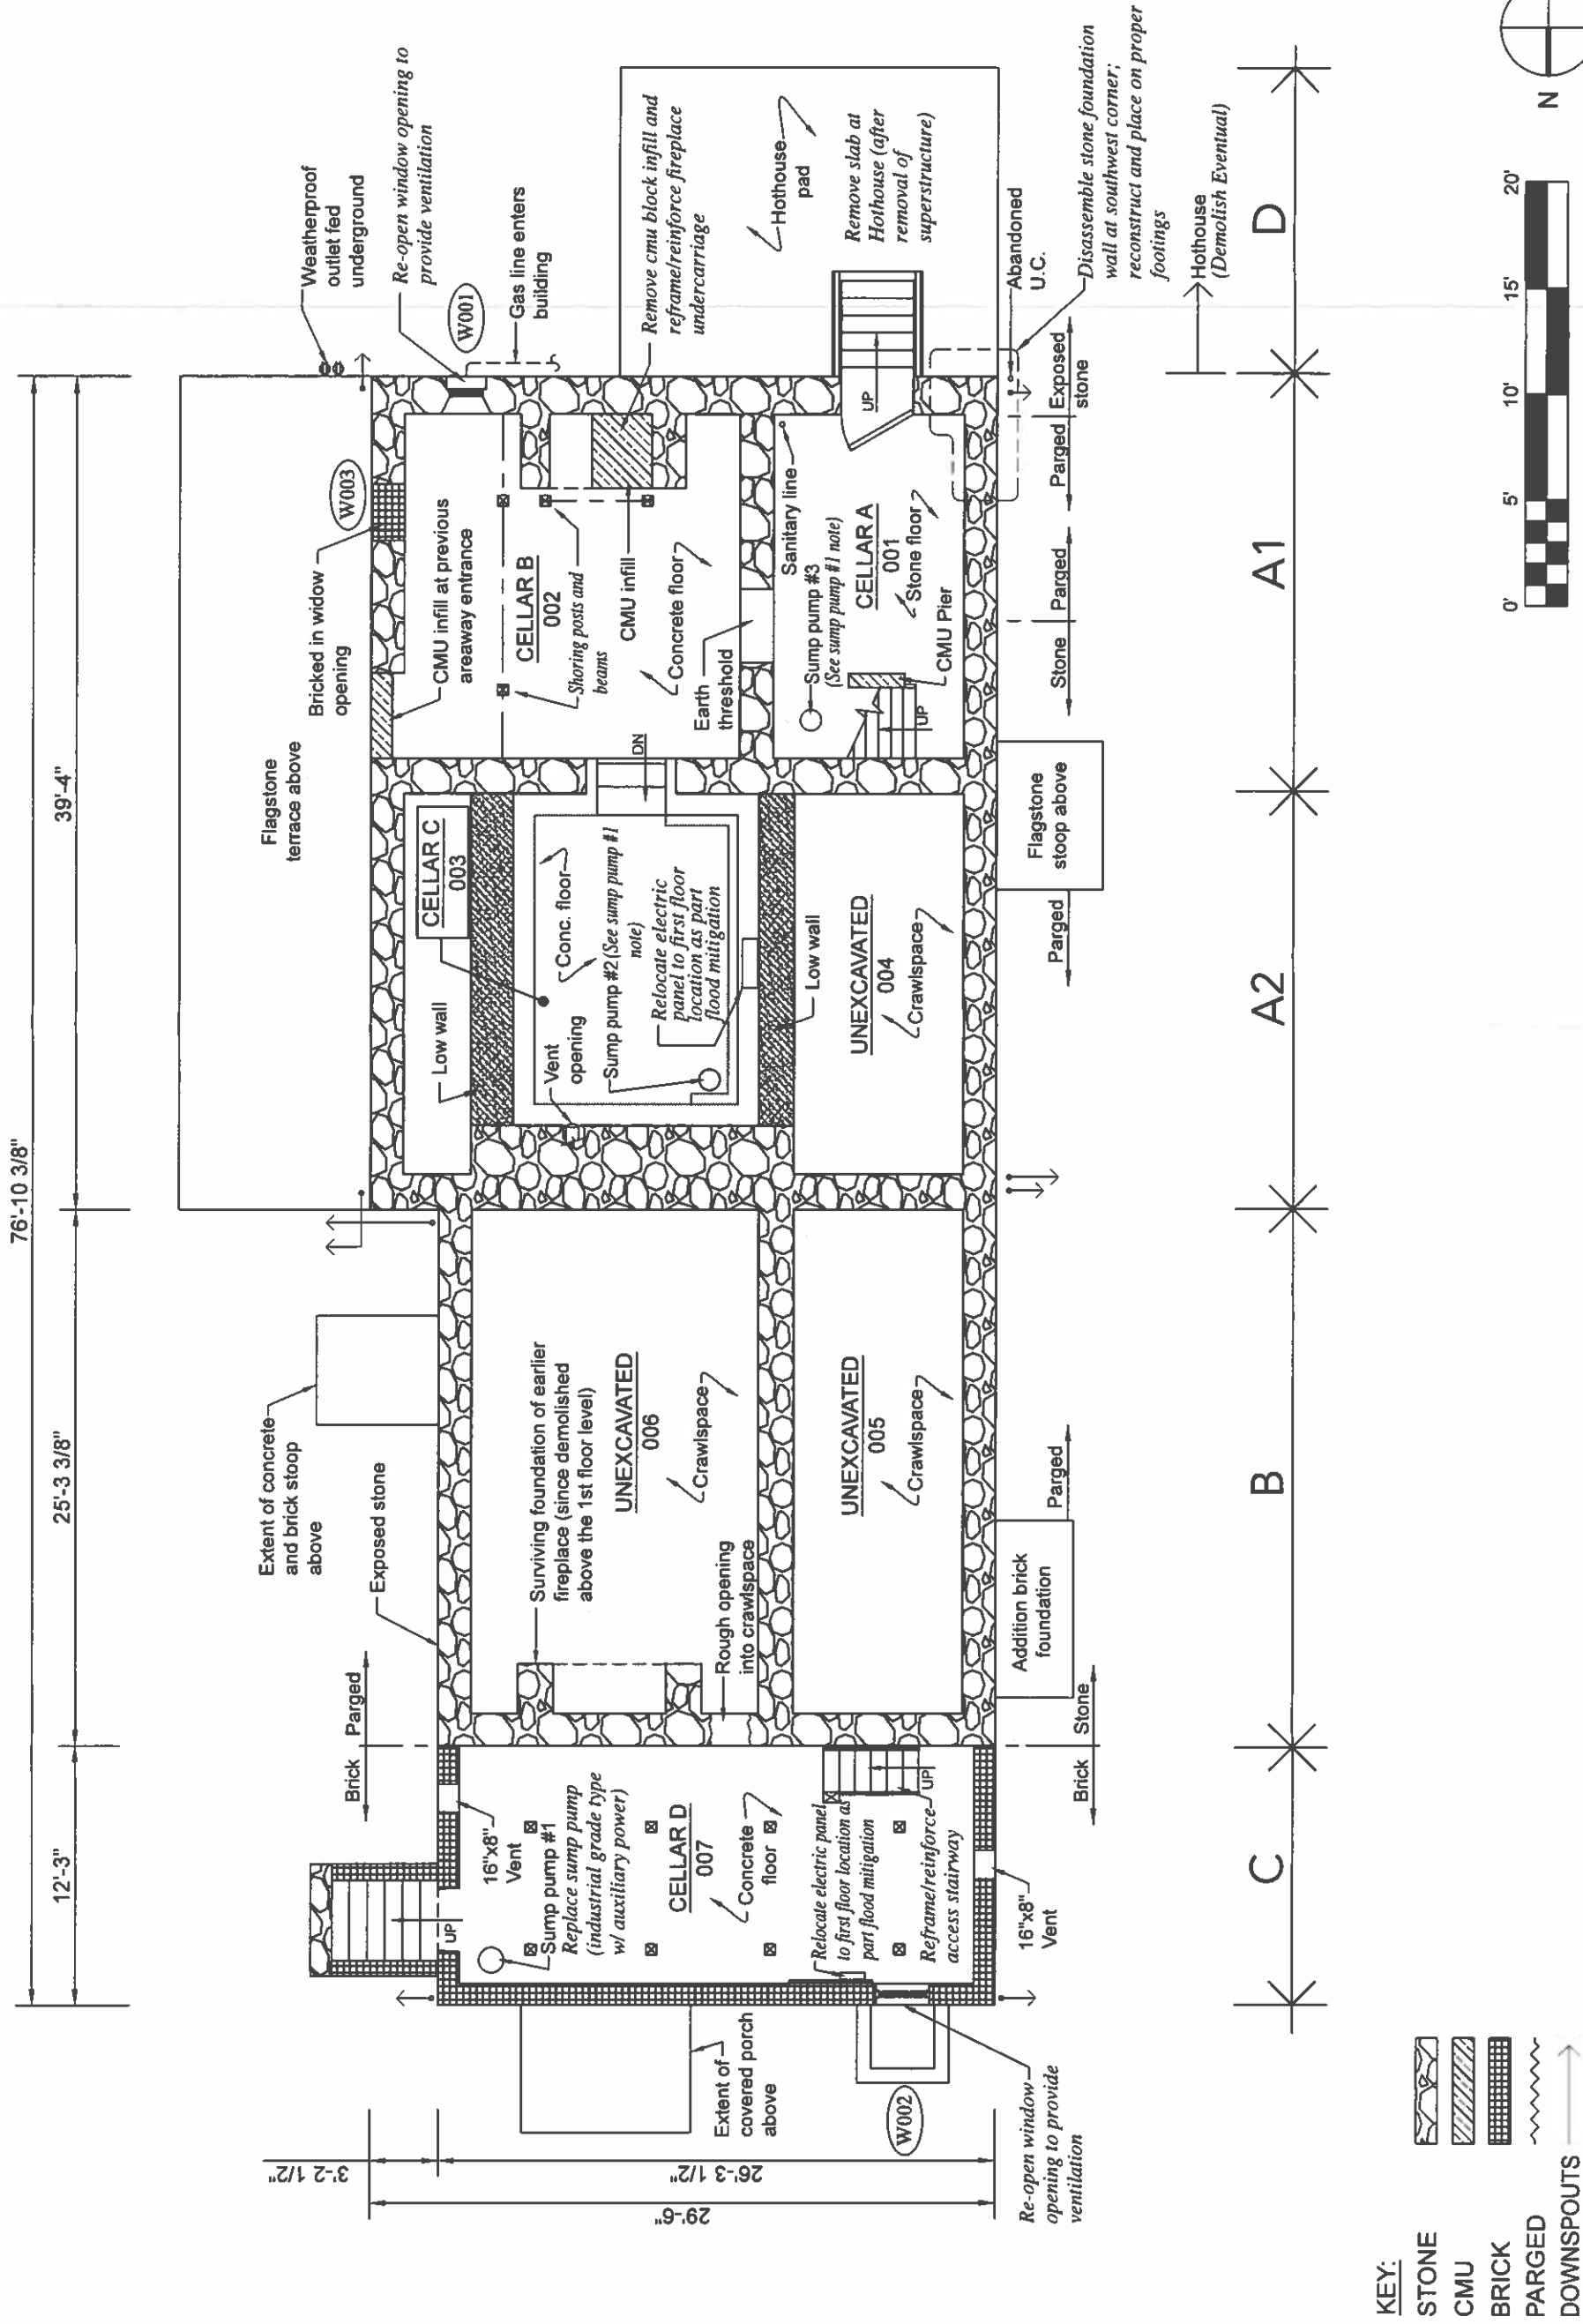 76'-10 3/8"
12'-3"
25'-3 3/8"
39'-4"
3'-2 1/2"
26'-3 1/2"
29'-6"
Extent of concrete
and brick stoop
above
Exposed stone
Brick
Parged
Flagstone
terrace above
Bricked in widow
opening
W003
Weatherproof
outlet fed
underground
Re-open window opening to
provide ventilation
W001
Gas line enters
building
Remove cmu block infill and
reframe/reinforce fireplace
undercarriage
Hothouse
pad
Remove slab at
Hothouse (after
removal of
superstructure)
UP
16"x8"
Vent
Sump pump #1
Replace sump pump
(industrial grade type
w/ auxiliary power)
CELLAR D
007
Concrete
floor
Relocate electric panel
to first floor location as
part flood mitigation
UP
Reframe/reinforce
access stairway
16"x8"
Vent
Extent of
covered porch
above
W002
Re-open window
opening to provide
ventilation
Surviving foundation of earlier
fireplace (since demolished
above the 1st floor level)
UNEXCAVATED
006
Crawlspace
Rough opening
into crawlspace
UNEXCAVATED
005
Crawlspace
Low wall
CELLAR C
003
Conc. floor
Vent
opening
Sump pump #2(See sump pump #1
note)
Relocate electric
panel to first floor
location as part
flood mitigation
Low wall
UNEXCAVATED
004
Crawlspace
DN
CMU infill at previous
areaway entrance
CELLAR B
002
Shoring posts and
beams
CMU infill
Concrete floor
Earth
threshold
Sanitary line
Sump pump #3
(See sump pump #1 note)
CELLAR A
001
Stone floor
CMU Pier
UP
UP
Brick
Stone
Addition brick
foundation
Parged
Parged
Flagstone
stoop above
Stone
Parged
Parged
Exposed
stone
Abandoned
U.C.
Disassemble stone foundation
wall at southwest corner;
reconstruct and place on proper
footings
Hothouse
(Demolish Eventual)
C
B
A2
A1
D
KEY:
STONE
CMU
BRICK
PARGED
DOWNSPOUTS
0'
5'
10'
15'
20'
N